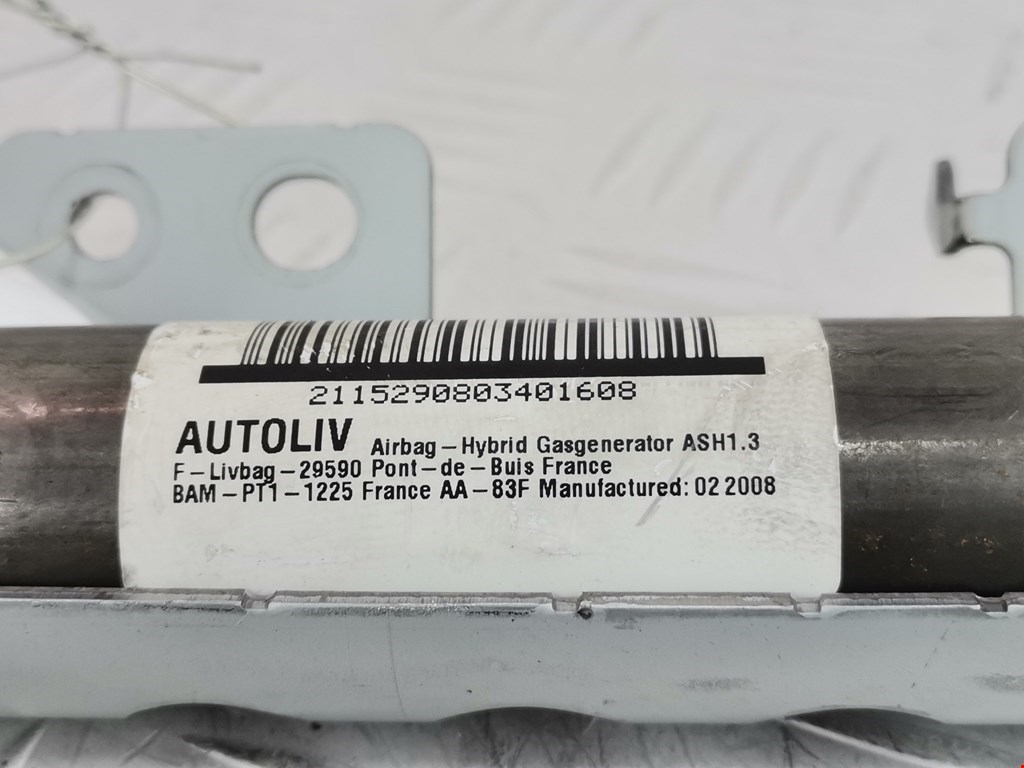 2115290803401608
AUTOLIV Airbag-Hybrid Gasgenerator ASH1.3
F-Livbag-29590 Pont-de-Buis France
BAM-PT1-1225 France AA-83F Manufactured: 02 2008